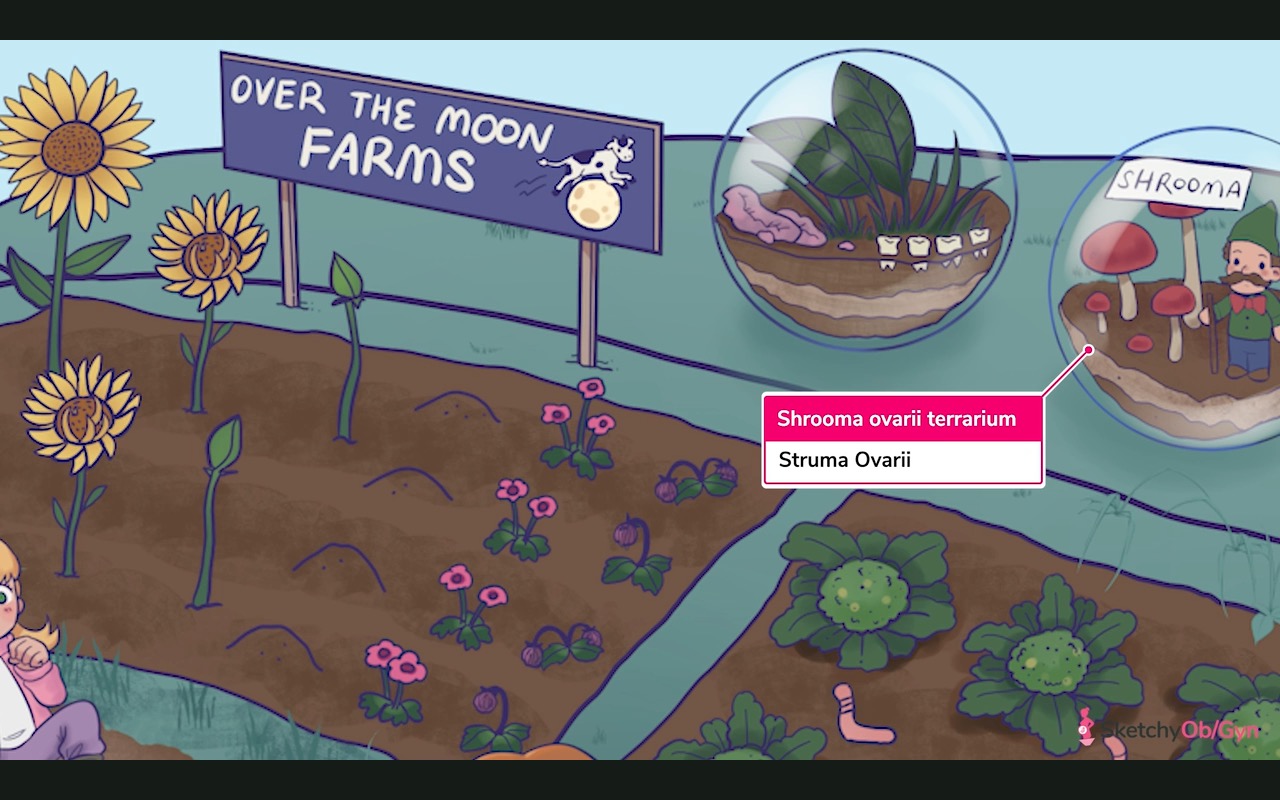 OVER THE MOON
FARMS
SHROOMA
Shrooma ovarii terrarium
Struma Ovarii
SketchyOb/Gyn